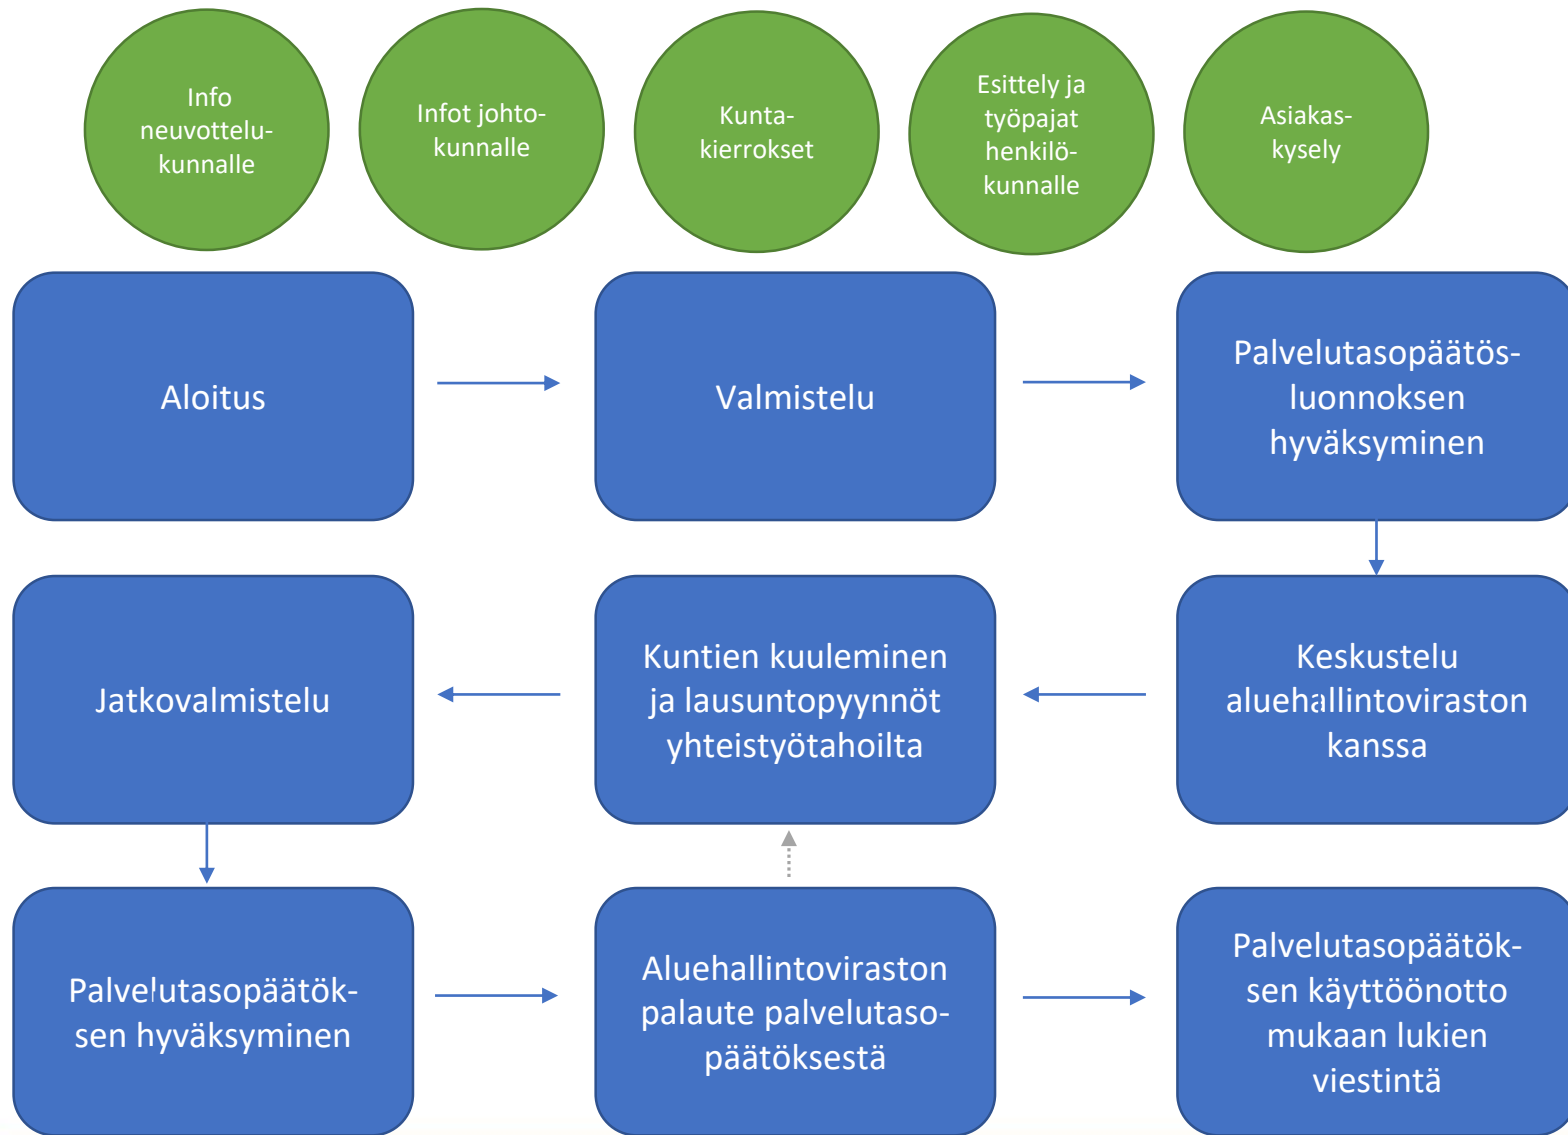 Info
neuvottelu-
kunnalle
Infot johto-
kunnalle
Kunta-
kierrokset
Esittely ja
työpajat
henkilö-
kunnalle
Asiakas-
kysely
Aloitus
Valmistelu
Palvelutasopäätös-
luonnoksen
hyväksyminen
Jatkovalmistelu
Kuntien kuuleminen
ja lausuntopyynnöt
yhteistyötahoilta
Keskustelu
aluehallintoviraston
kanssa
Palvelutasopäätök-
sen hyväksyminen
Aluehallintoviraston
palaute palvelutaso-
päätöksestä
Palvelutasopäätök-
sen käyttöönotto
mukaan lukien
viestintä